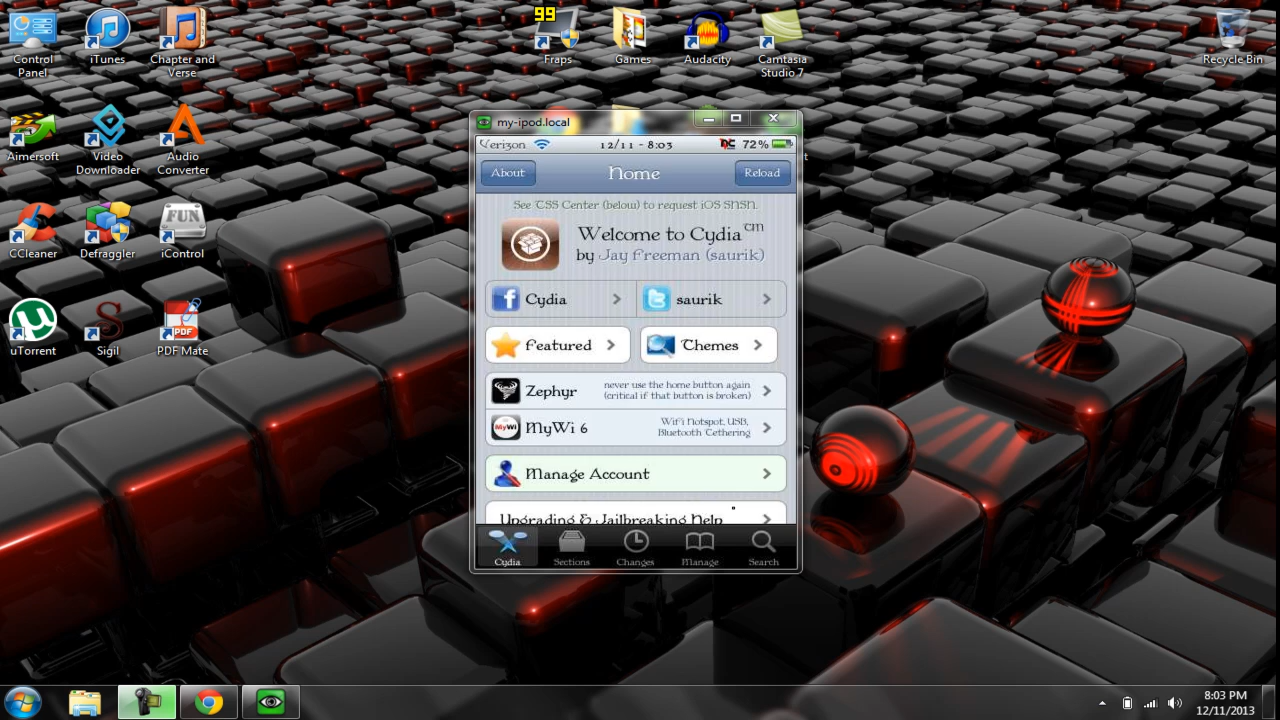 99
Control Panel
iTunes
Chapter and Verse
Fraps
Games
Audacity
Camtasia Studio 7
Recycle Bin
Aimersoft
Video Downloader
Audio Converter
CCleaner
Defraggler
FUN
iControl
uTorrent
Sigil
PDF
PDF Mate
my-ipod.local
Verizon
12/11 - 8:03
72%
About
Home
Reload
See TSS Center (below) to request iOS SHSH.
Welcome to Cydia™
by Jay Freeman (saurik)
Cydia
saurik
Featured
Themes
Zephyr
never use the home button again
(critical if that button is broken)
MyWi
MyWi 6
WiFi Hotspot, USB,
Bluetooth Tethering
Manage Account
Upgrading & Jailbreaking Help
Cydia
Sections
Changes
Manage
Search
8:03 PM
12/11/2013